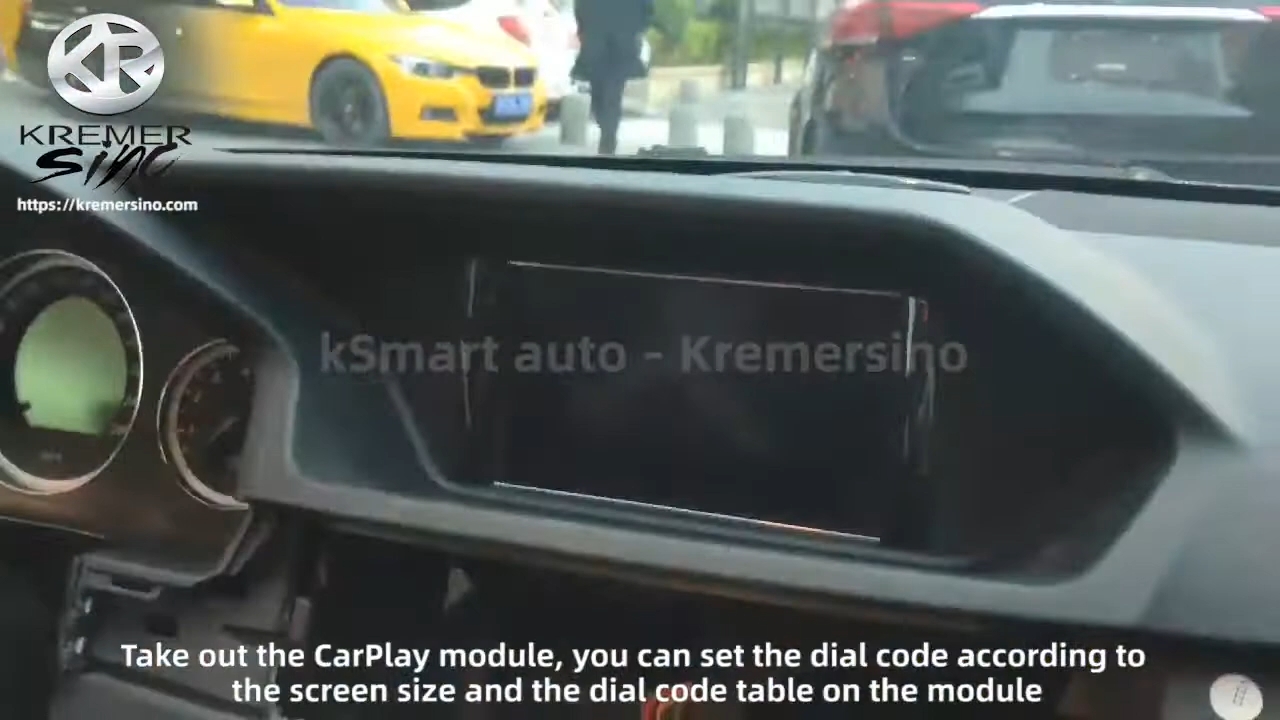 KR
KREMER
sino
https://kremersino.com
kSmart auto - Kremersino
Take out the CarPlay module, you can set the dial code according to
the screen size and the dial code table on the module